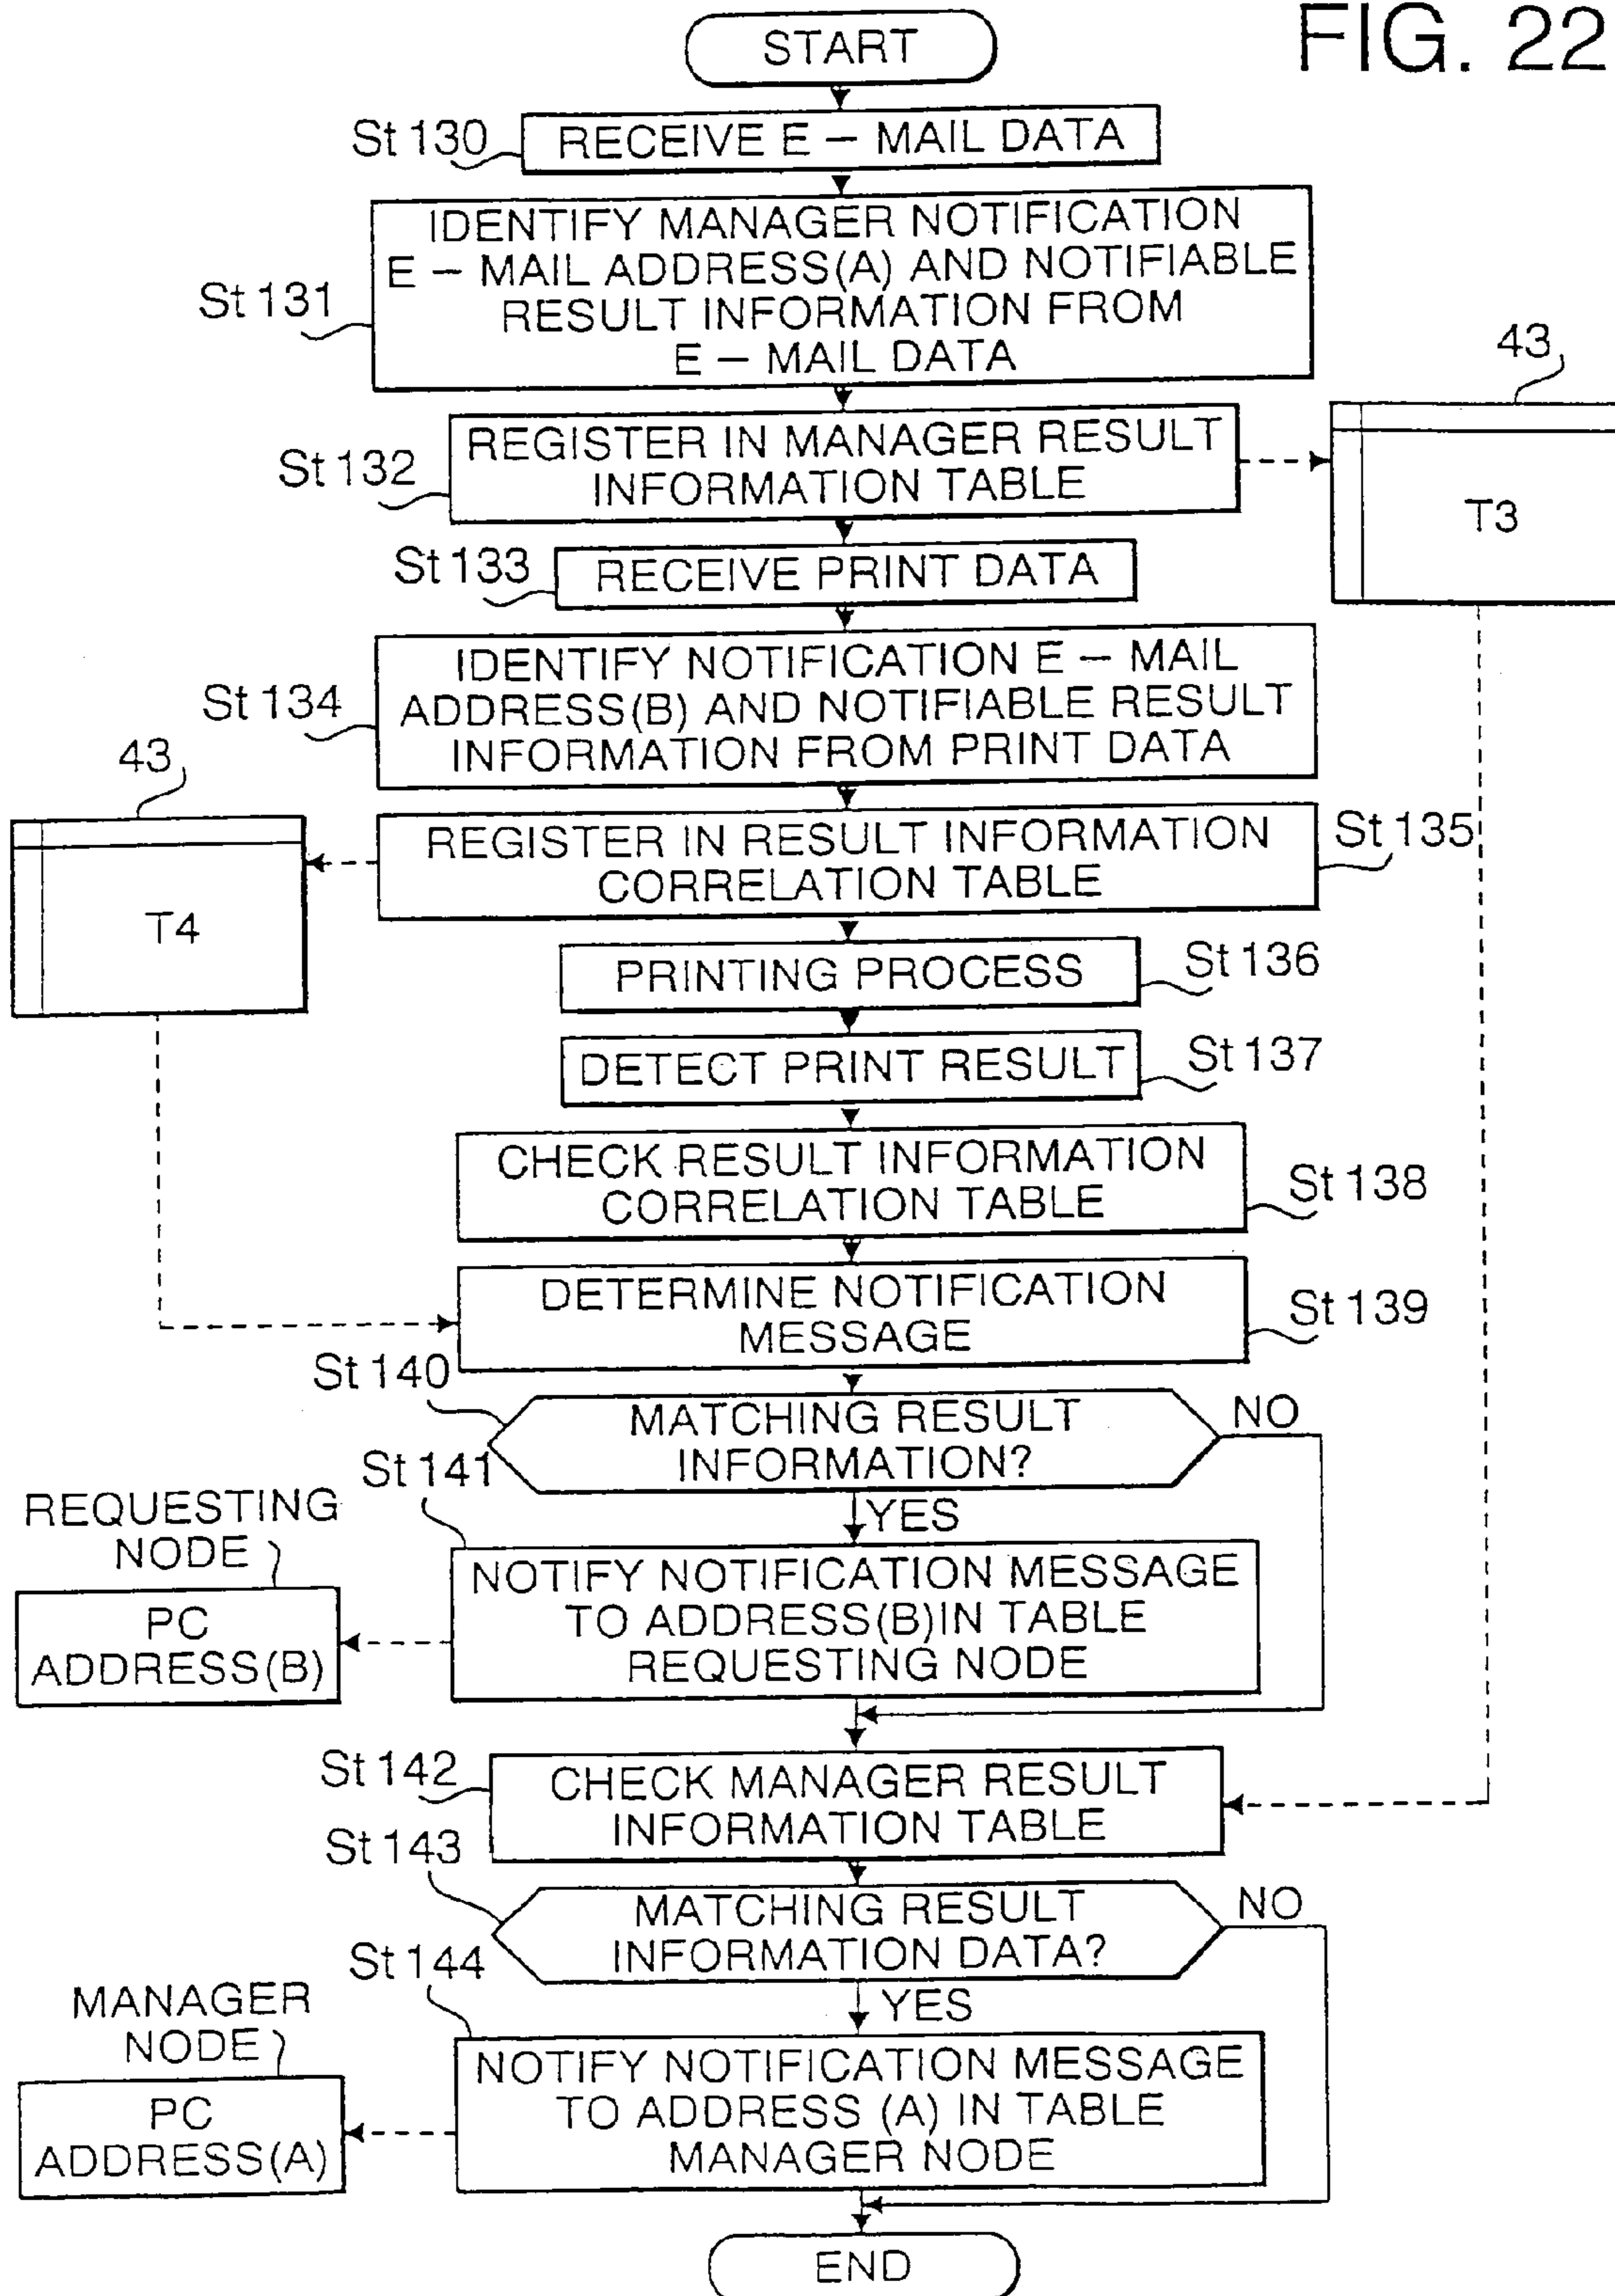 FIG. 22
START
St 130
RECEIVE E – MAIL DATA
St 131
IDENTIFY MANAGER NOTIFICATION
E – MAIL ADDRESS(A) AND NOTIFIABLE
RESULT INFORMATION FROM
E – MAIL DATA
43
St 132
REGISTER IN MANAGER RESULT
INFORMATION TABLE
T3
St 133
RECEIVE PRINT DATA
St 134
IDENTIFY NOTIFICATION E – MAIL
ADDRESS(B) AND NOTIFIABLE RESULT
INFORMATION FROM PRINT DATA
43
T4
REGISTER IN RESULT INFORMATION
CORRELATION TABLE
St 135
PRINTING PROCESS
St 136
DETECT PRINT RESULT
St 137
CHECK RESULT INFORMATION
CORRELATION TABLE
St 138
DETERMINE NOTIFICATION
MESSAGE
St 139
St 140
MATCHING RESULT
INFORMATION?
NO
YES
St 141
REQUESTING
NODE
PC
ADDRESS(B)
NOTIFY NOTIFICATION MESSAGE
TO ADDRESS(B)IN TABLE
REQUESTING NODE
St 142
CHECK MANAGER RESULT
INFORMATION TABLE
St 143
MATCHING RESULT
INFORMATION DATA?
NO
YES
St 144
MANAGER
NODE
PC
ADDRESS(A)
NOTIFY NOTIFICATION MESSAGE
TO ADDRESS (A) IN TABLE
MANAGER NODE
END